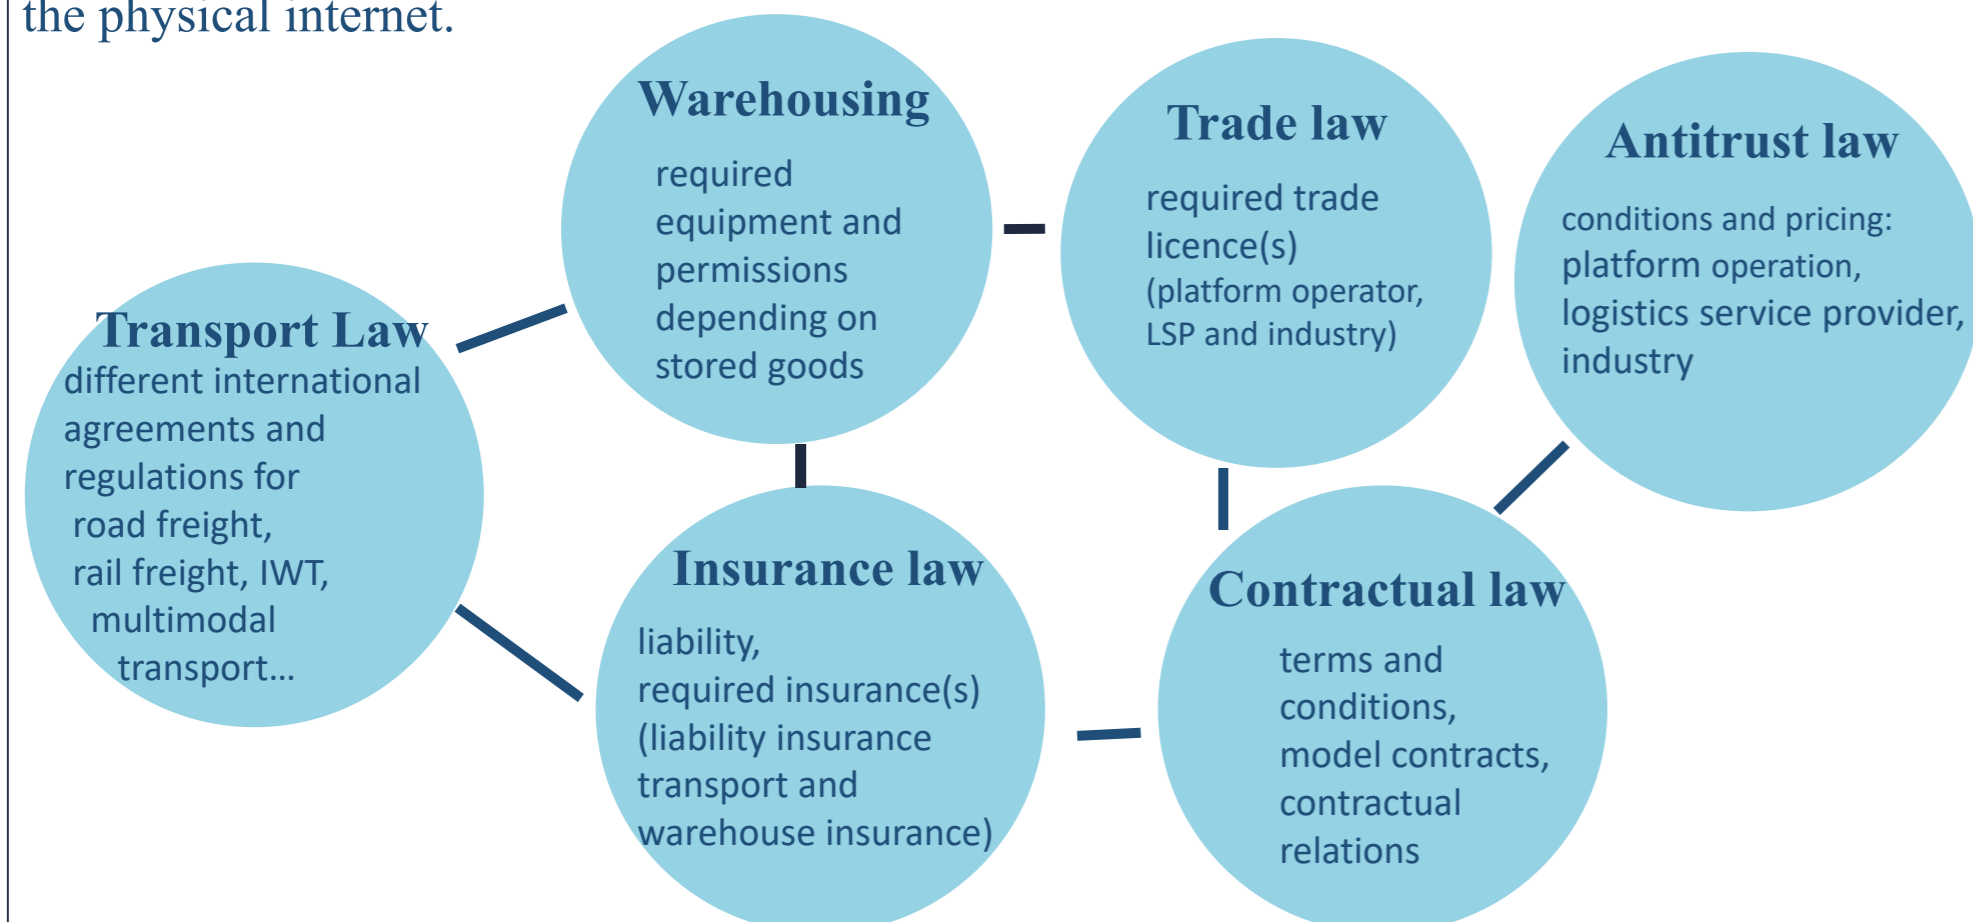 the physical internet.
Warehousing
required
equipment and
permissions
depending on
stored goods
Trade law
required trade
licence(s)
(platform operator,
LSP and industry)
Antitrust law
conditions and pricing:
platform operation,
logistics service provider,
industry
Transport Law
different international
agreements and
regulations for
road freight,
rail freight, IWT,
multimodal
transport...
Insurance law
liability,
required insurance(s)
(liability insurance
transport and
warehouse insurance)
Contractual law
terms and
conditions,
model contracts,
contractual
relations